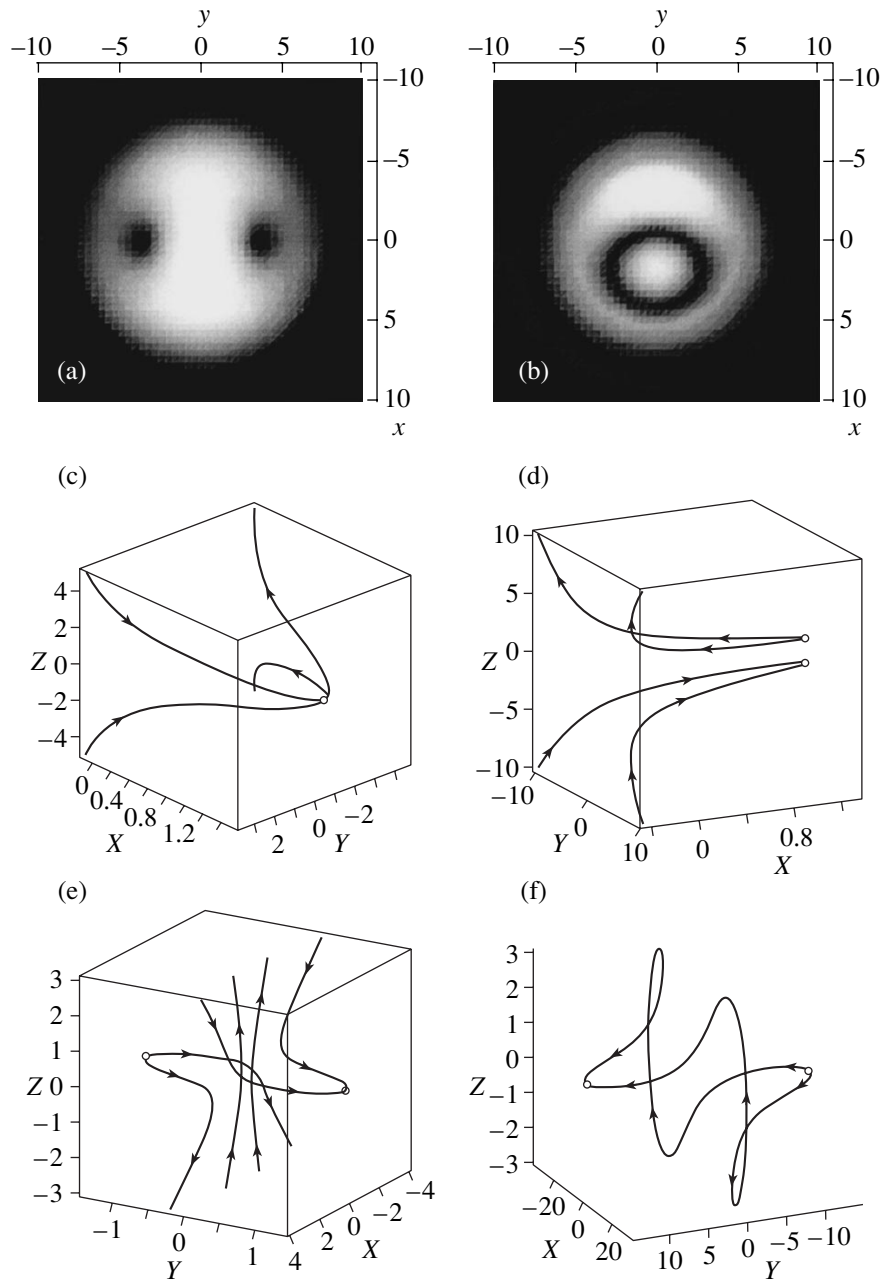 y
−10 −5 0 5 10
−10
−5
0
5
10
x
(a)
y
−10 −5 0 5 10
−10
−5
0
5
10
x
(b)
(c)
4
2
Z 0
−2
−4
0 0.4 0.8 1.2
X
2 0 −2
Y
(d)
10
5
Z 0
−5
−10
−10 0 10
Y
0 0.8
X
(e)
3
2
1
Z 0
−1
−2
−3
−1 0 1
Y
4 2 0 −2 −4
X
(f)
3
2
1
0
Z −1
−2
−3
−20 0 20
X
10 5 0 −5 −10
Y